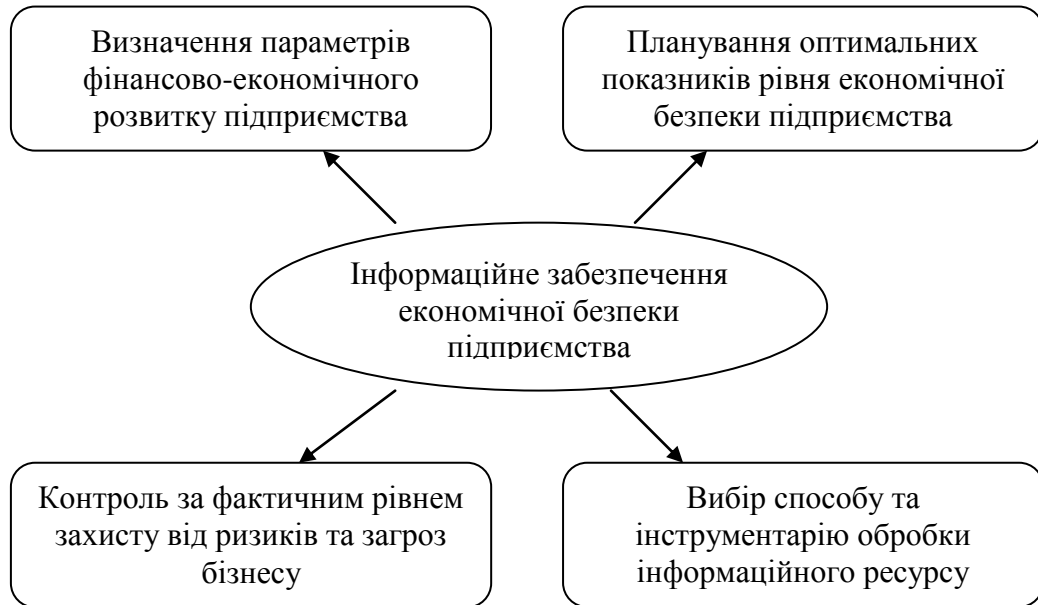 Визначення параметрів
фінансово-економічного
розвитку підприємства
Планування оптимальних
показників рівня економічної
безпеки підприємства
Інформаційне забезпечення
економічної безпеки
підприємства
Контроль за фактичним рівнем
захисту від ризиків та загроз
бізнесу
Вибір способу та
інструментарію обробки
інформаційного ресурсу